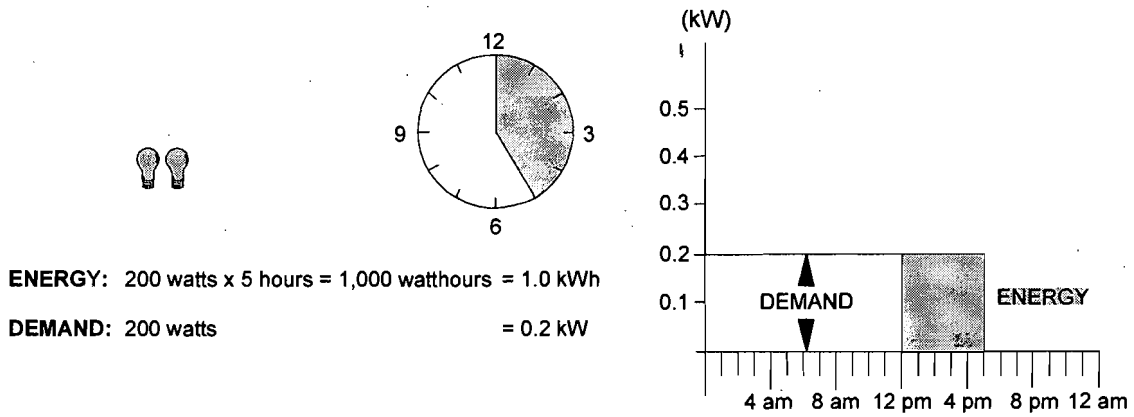 12
9
3
6
ENERGY: 200 watts x 5 hours = 1,000 watthours = 1.0 kWh
DEMAND: 200 watts = 0.2 kW
(kW)
0.5
0.4
0.3
0.2
0.1
DEMAND
ENERGY
4 am 8 am 12 pm 4 pm 8 pm 12 am